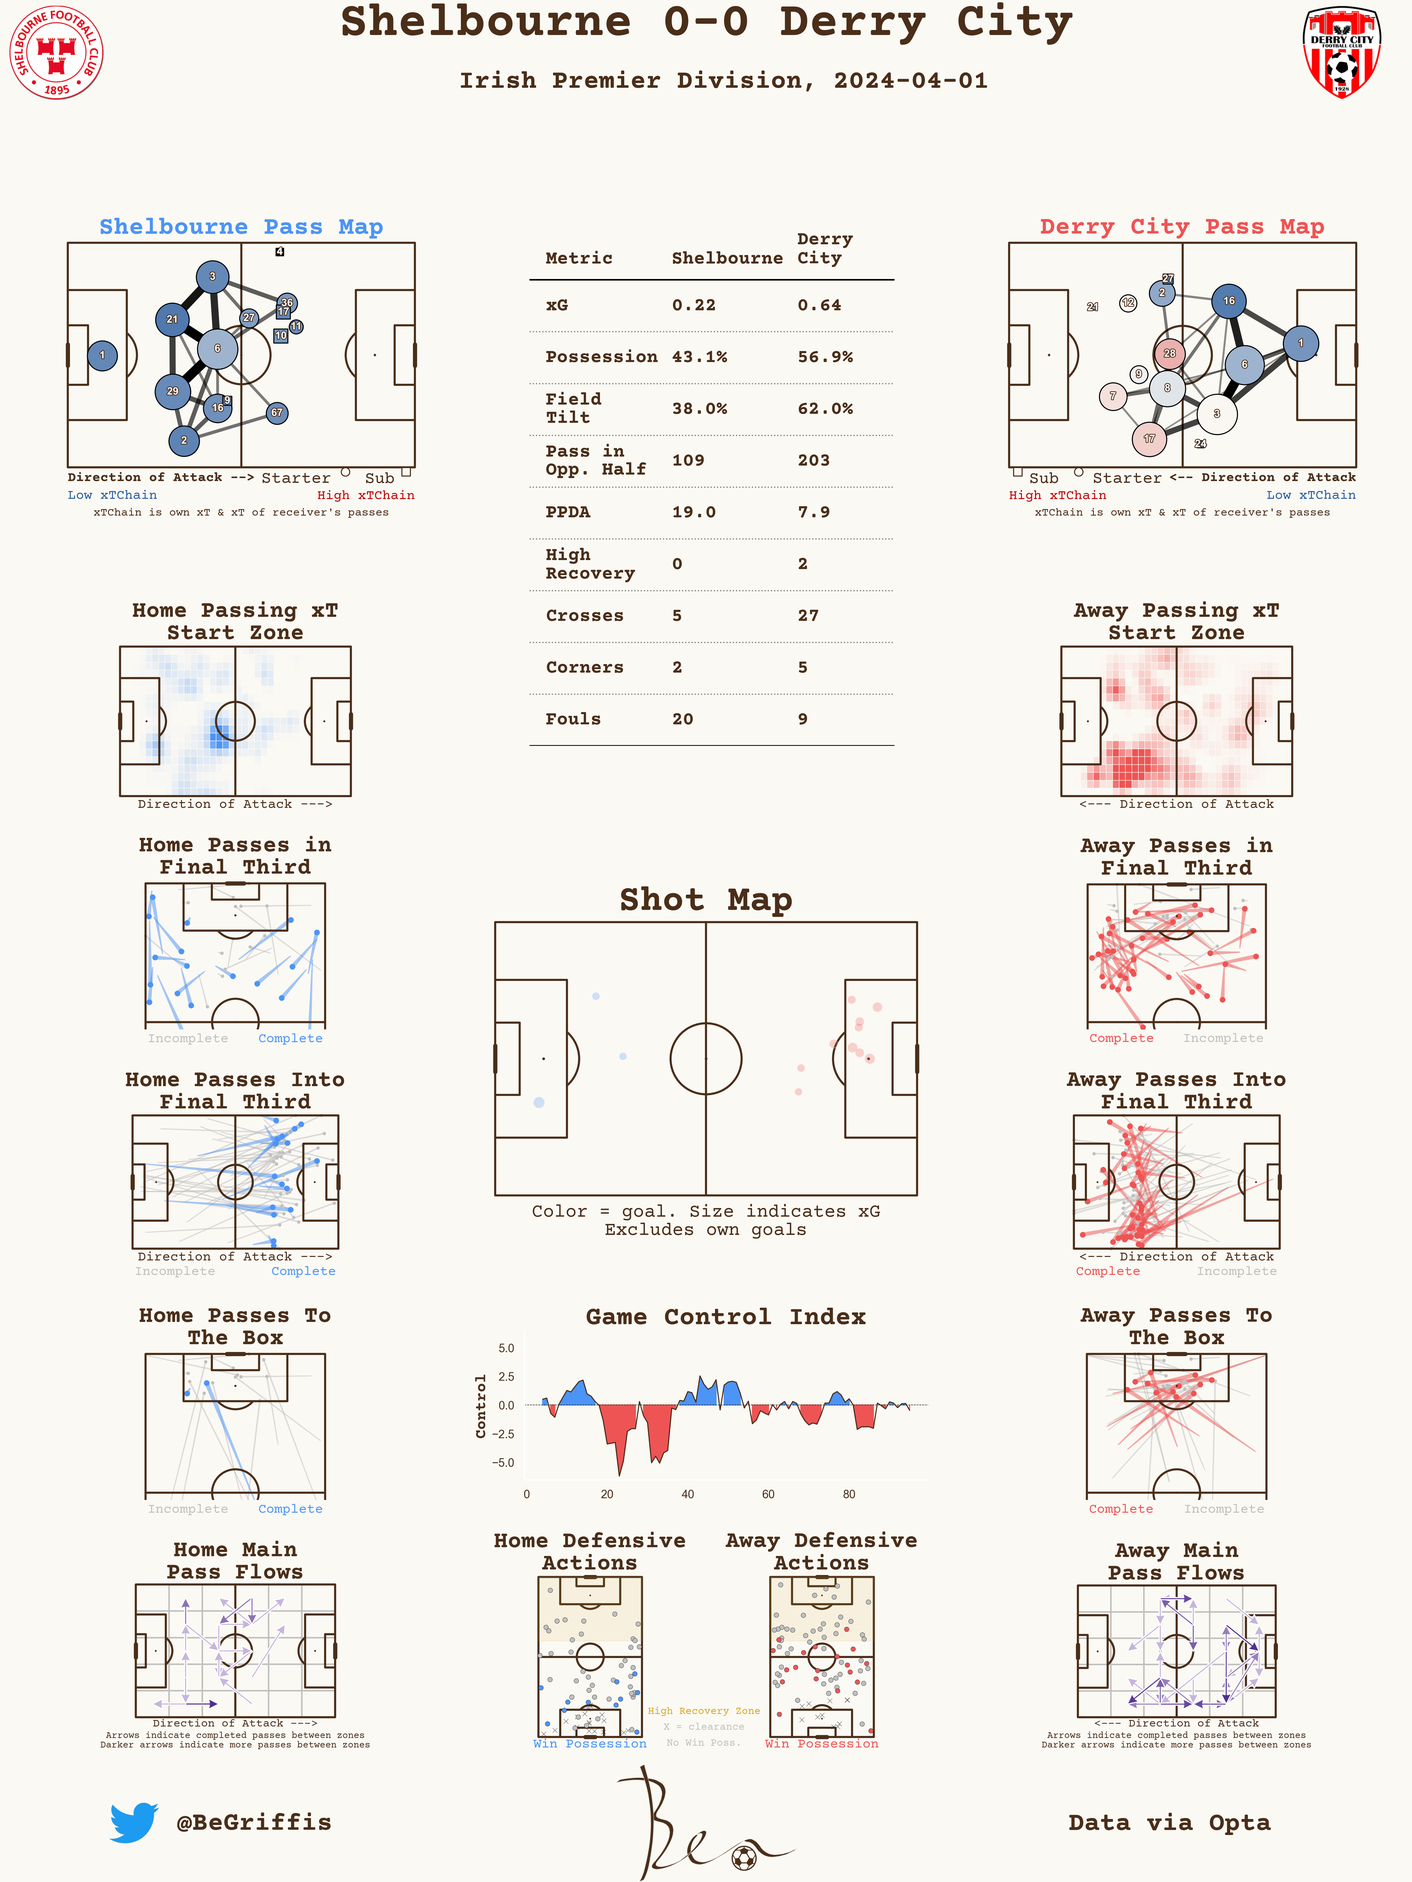 Shelbourne 0-0 Derry City
Irish Premier Division, 2024-04-01
SHELBOURNE FOOTBALL CLUB
1895
DERRY CITY
FOOTBALL CLUB
1928
Shelbourne Pass Map
4
3
36
17
27
11
21
10
6
1
29
9
16
67
2
Direction of Attack --> Starter Sub
Low xTChain High xTChain
xTChain is own xT & xT of receiver's passes
Metric Shelbourne Derry City
xG 0.22 0.64
Possession 43.1% 56.9%
Field Tilt 38.0% 62.0%
Pass in Opp. Half 109 203
PPDA 19.0 7.9
High Recovery 0 2
Crosses 5 27
Corners 2 5
Fouls 20 9
Derry City Pass Map
27
2
12
21
16
1
28
6
9
8
7
3
17
24
Sub Starter <-- Direction of Attack
High xTChain Low xTChain
xTChain is own xT & xT of receiver's passes
Home Passing xT
Start Zone
Direction of Attack --->
Away Passing xT
Start Zone
<--- Direction of Attack
Home Passes in
Final Third
Incomplete Complete
Away Passes in
Final Third
Complete Incomplete
Shot Map
Color = goal. Size indicates xG
Excludes own goals
Home Passes Into
Final Third
Direction of Attack --->
Incomplete Complete
Away Passes Into
Final Third
<--- Direction of Attack
Complete Incomplete
Home Passes To
The Box
Incomplete Complete
Game Control Index
Control
5.0
2.5
0.0
−2.5
−5.0
0 20 40 60 80
Away Passes To
The Box
Complete Incomplete
Home Main
Pass Flows
Direction of Attack --->
Arrows indicate completed passes between zones
Darker arrows indicate more passes between zones
Home Defensive
Actions
Win Possession
High Recovery Zone
X = clearance
No Win Poss.
Away Defensive
Actions
Win Possession
Away Main
Pass Flows
<--- Direction of Attack
Arrows indicate completed passes between zones
Darker arrows indicate more passes between zones
@BeGriffis
Ben
Data via Opta